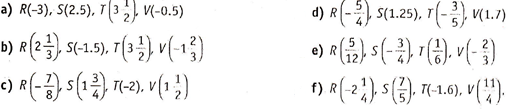 a) R(-3), S(2.5), T(3 1/2), V(-0.5)
b) R(2 1/3), S(-1.5), T(3 1/2), V(-1 2/3)
c) R(-7/8), S(1 3/4), T(-2), V(1 1/2)
d) R(-5/4), S(1.25), T(-3/5), V(1.7)
e) R(5/12), S(-3/4), T(1/6), V(-2/3)
f) R(-2 1/4), S(7/5), T(-1.6), V(11/4).